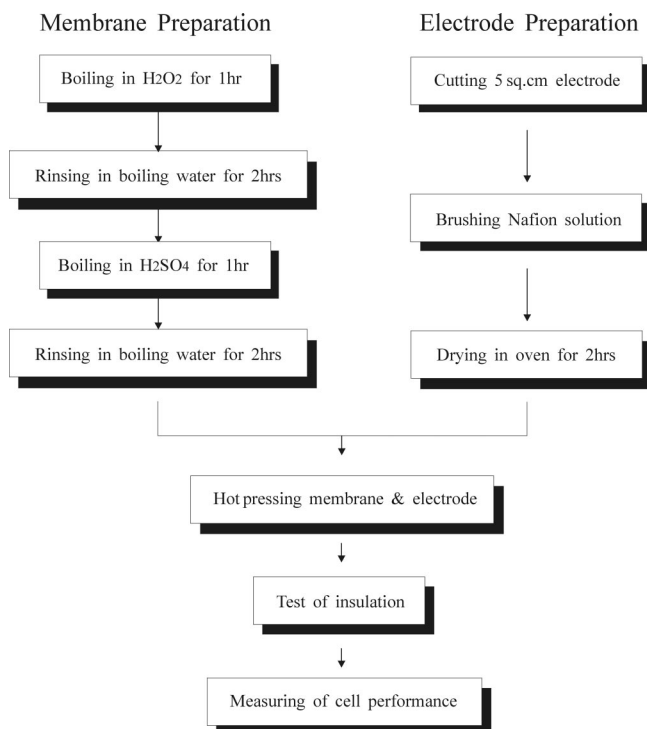 Membrane Preparation
Boiling in H2O2 for 1hr
Rinsing in boiling water for 2hrs
Boiling in H2SO4 for 1hr
Rinsing in boiling water for 2hrs
Electrode Preparation
Cutting 5 sq.cm electrode
Brushing Nafion solution
Drying in oven for 2hrs
Hot pressing membrane & electrode
Test of insulation
Measuring of cell performance